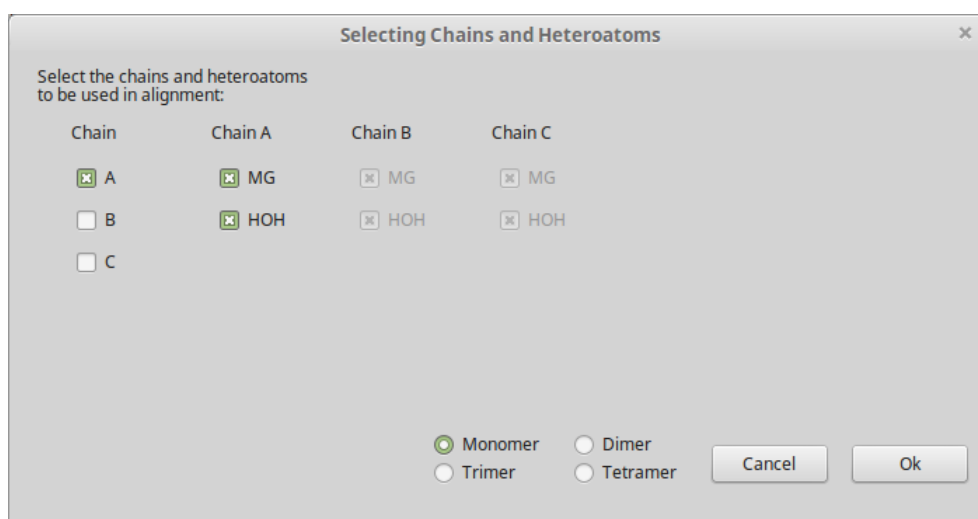 Selecting Chains and Heteroatoms
Select the chains and heteroatoms
to be used in alignment:
Chain Chain A Chain B Chain C
A MG MG MG
B HOH HOH HOH
C
Monomer Dimer
Trimer Tetramer
Cancel Ok